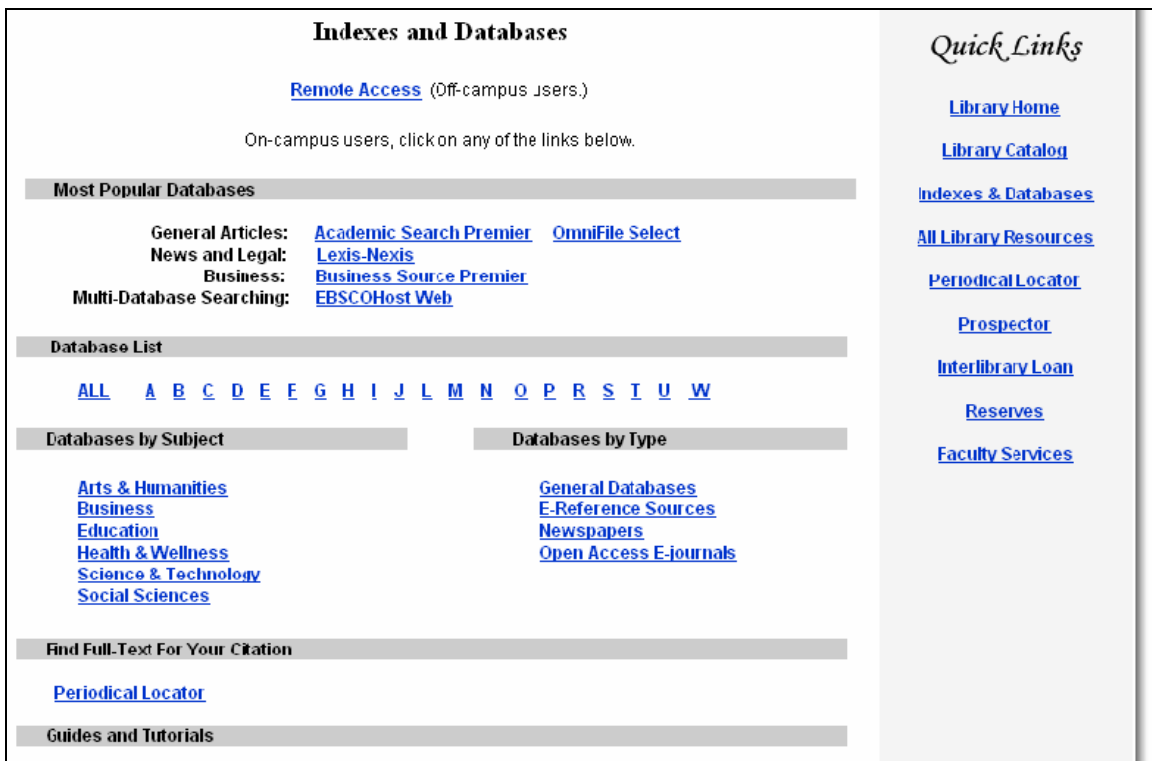 Indexes and Databases
Remote Access (Off-campus users.)
On-campus users, click on any of the links below.
Most Popular Databases
General Articles: Academic Search Premier OmniFile Select
News and Legal: Lexis-Nexis
Business: Business Source Premier
Multi-Database Searching: EBSCOHost Web
Database List
ALL A B C D E F G H I J L M N O P R S T U W
Databases by Subject
Arts & Humanities
Business
Education
Health & Wellness
Science & Technology
Social Sciences
Databases by Type
General Databases
E-Reference Sources
Newspapers
Open Access E-journals
Find Full-Text For Your Citation
Periodical Locator
Guides and Tutorials
Quick Links
Library Home
Library Catalog
Indexes & Databases
All Library Resources
Periodical Locator
Prospector
Interlibrary Loan
Reserves
Faculty Services